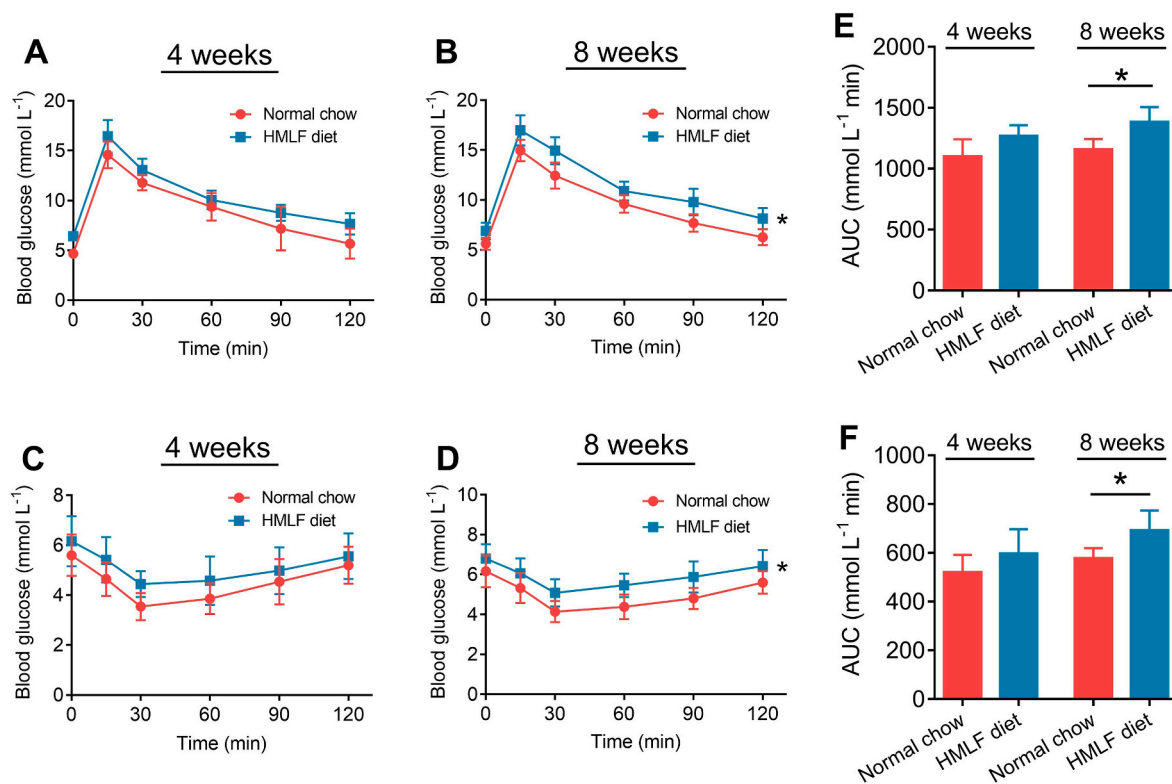 A
4 weeks
Blood glucose (mmol L⁻¹)
20
15
10
5
0
Normal chow
HMLF diet
0 30 60 90 120
Time (min)
B
8 weeks
Blood glucose (mmol L⁻¹)
20
15
10
5
0
Normal chow
HMLF diet
*
0 30 60 90 120
Time (min)
E
4 weeks 8 weeks
AUC (mmol L⁻¹ min)
2000
1500
1000
500
0
*
Normal chow
HMLF diet
Normal chow
HMLF diet
C
4 weeks
Blood glucose (mmol L⁻¹)
8
6
4
2
0
Normal chow
HMLF diet
0 30 60 90 120
Time (min)
D
8 weeks
Blood glucose (mmol L⁻¹)
10
8
6
4
2
0
Normal chow
HMLF diet
*
0 30 60 90 120
Time (min)
F
4 weeks 8 weeks
AUC (mmol L⁻¹ min)
1000
800
600
400
200
0
*
Normal chow
HMLF diet
Normal chow
HMLF diet